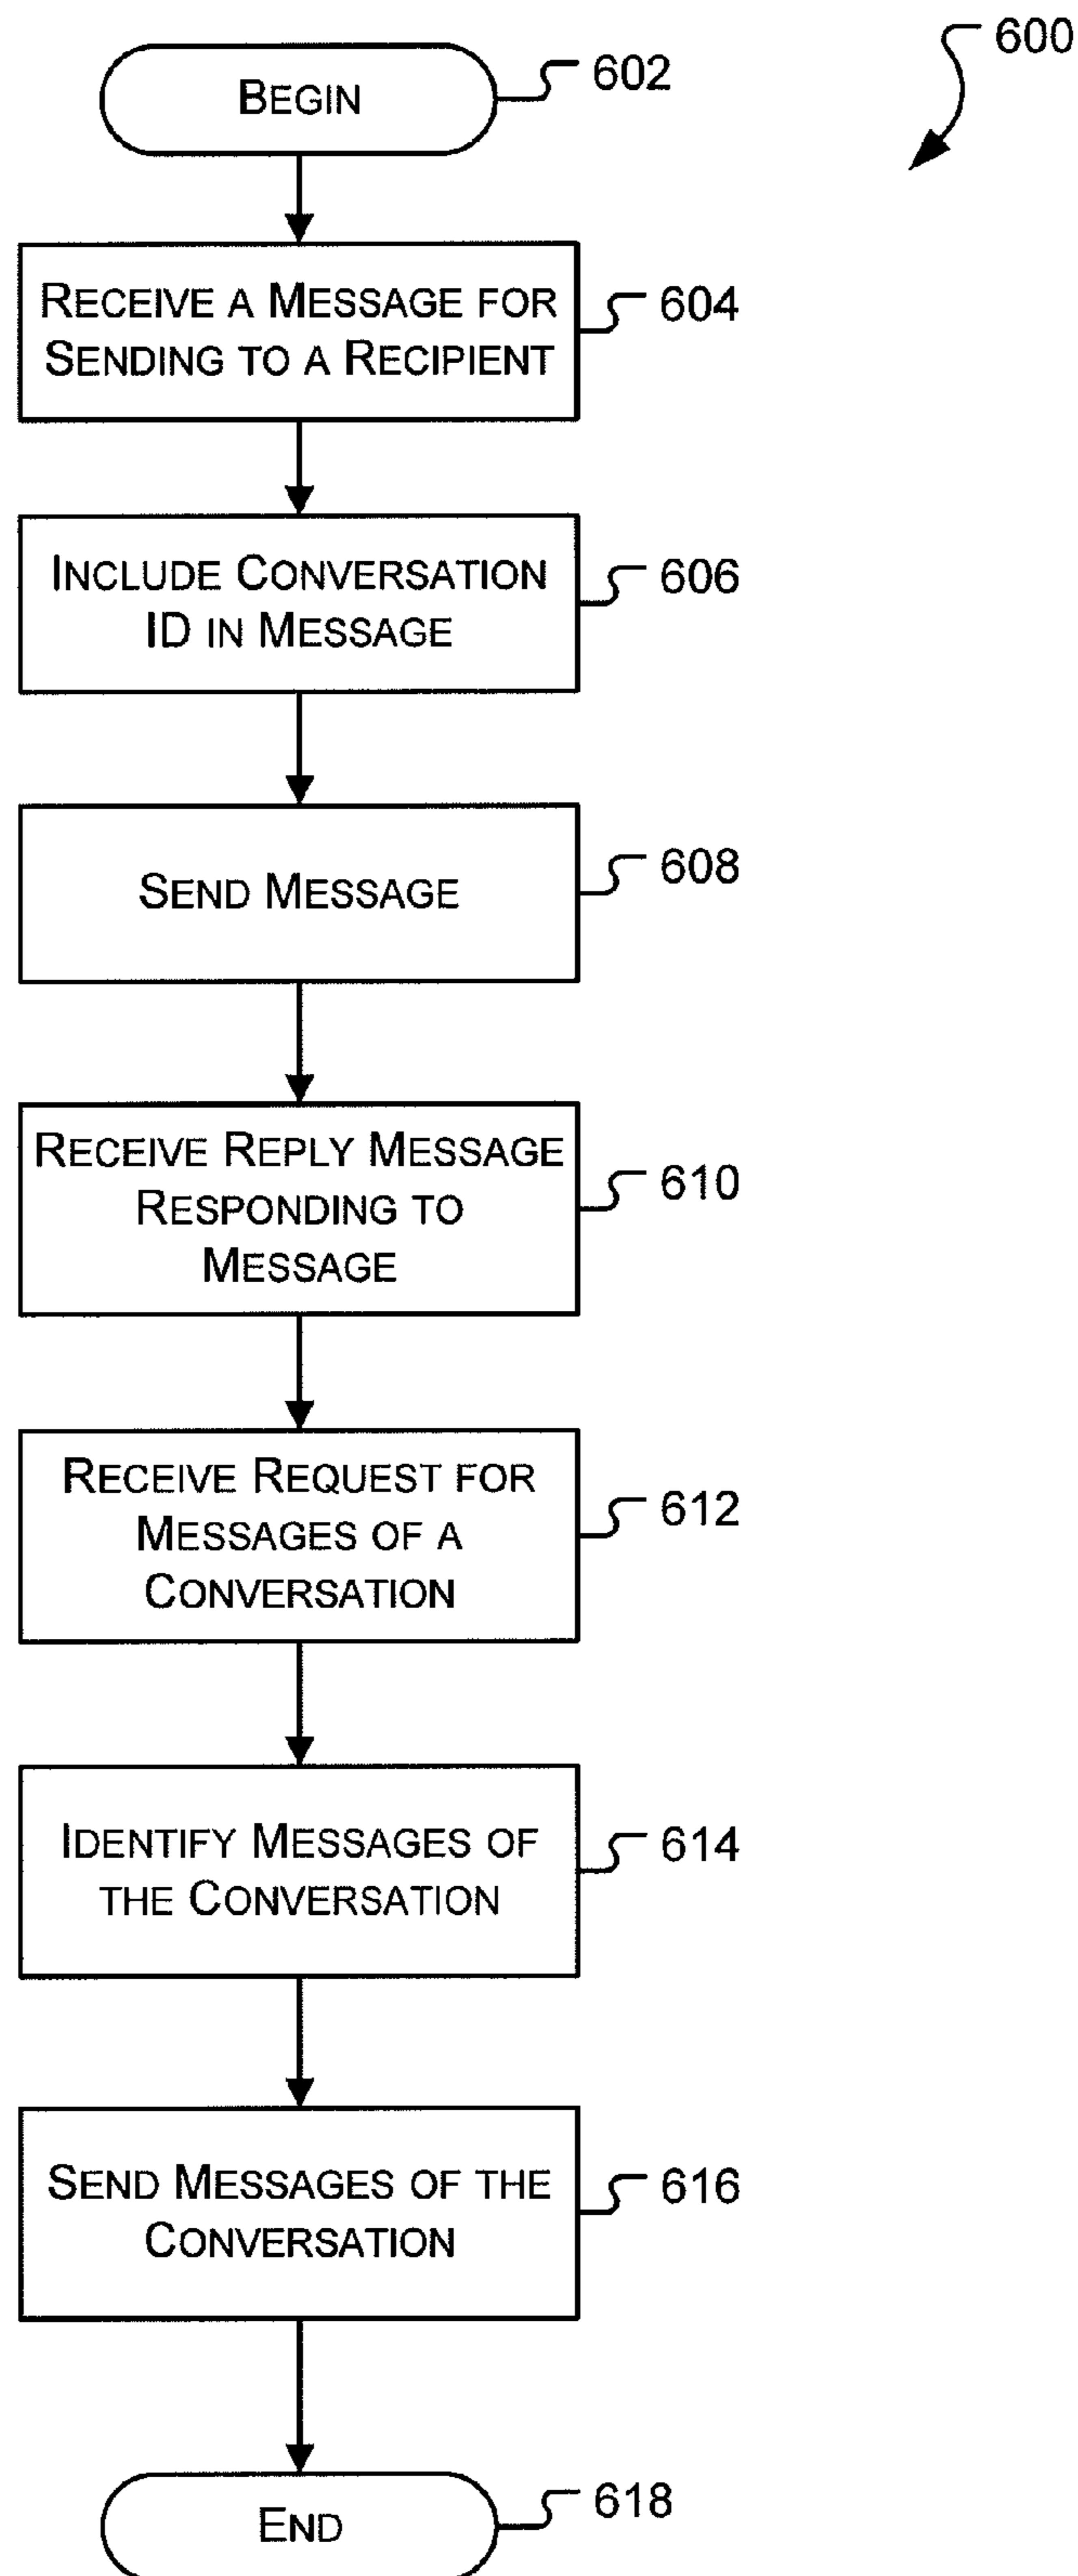 600
BEGIN
602
RECEIVE A MESSAGE FOR
SENDING TO A RECIPIENT
604
INCLUDE CONVERSATION
ID IN MESSAGE
606
SEND MESSAGE
608
RECEIVE REPLY MESSAGE
RESPONDING TO
MESSAGE
610
RECEIVE REQUEST FOR
MESSAGES OF A
CONVERSATION
612
IDENTIFY MESSAGES OF
THE CONVERSATION
614
SEND MESSAGES OF THE
CONVERSATION
616
END
618